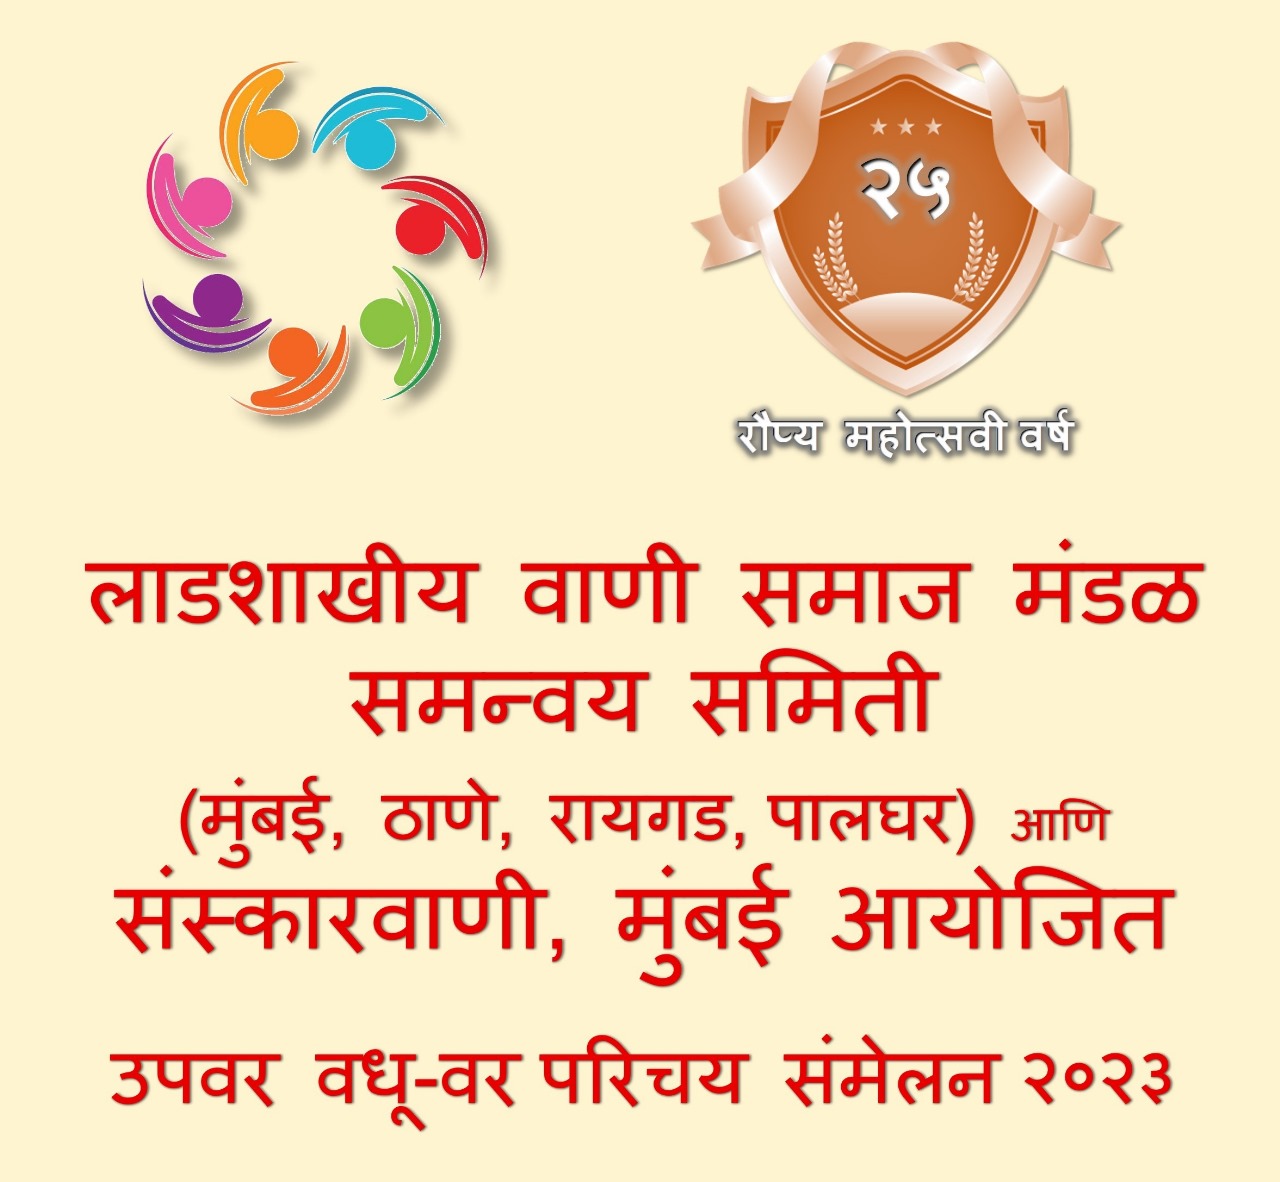 २५
रौप्य महोत्सवी वर्ष
लाडशाखीय वाणी समाज मंडळ
समन्वय समिती
(मुंबई, ठाणे, रायगड, पालघर) आणि
संस्कारवाणी, मुंबई आयोजित
उपवर वधू-वर परिचय संमेलन २०२३